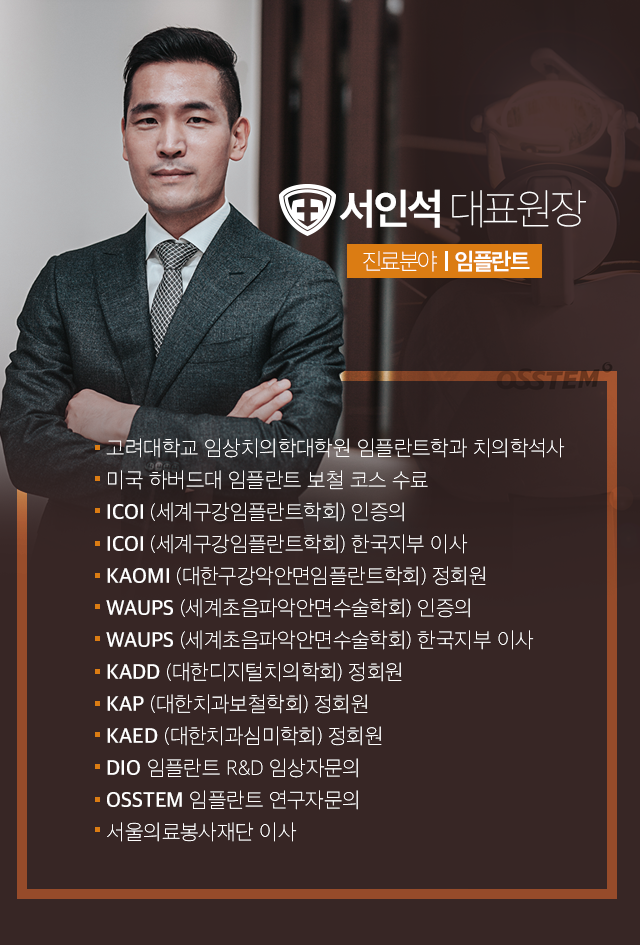 서인석 대표원장
진료분야 | 임플란트
OSSTEM
고려대학교 임상치의학대학원 임플란트학과 치의학석사
미국 하버드대 임플란트 보철 코스 수료
ICOI (세계구강임플란트학회) 인증의
ICOI (세계구강임플란트학회) 한국지부 이사
KAOMI (대한구강악안면임플란트학회) 정회원
WAUPS (세계초음파악안면수술학회) 인증의
WAUPS (세계초음파악안면수술학회) 한국지부 이사
KADD (대한디지털치의학회) 정회원
KAP (대한치과보철학회) 정회원
KAED (대한치과심미학회) 정회원
DIO 임플란트 R&D 임상자문의
OSSTEM 임플란트 연구자문의
서울의료봉사재단 이사